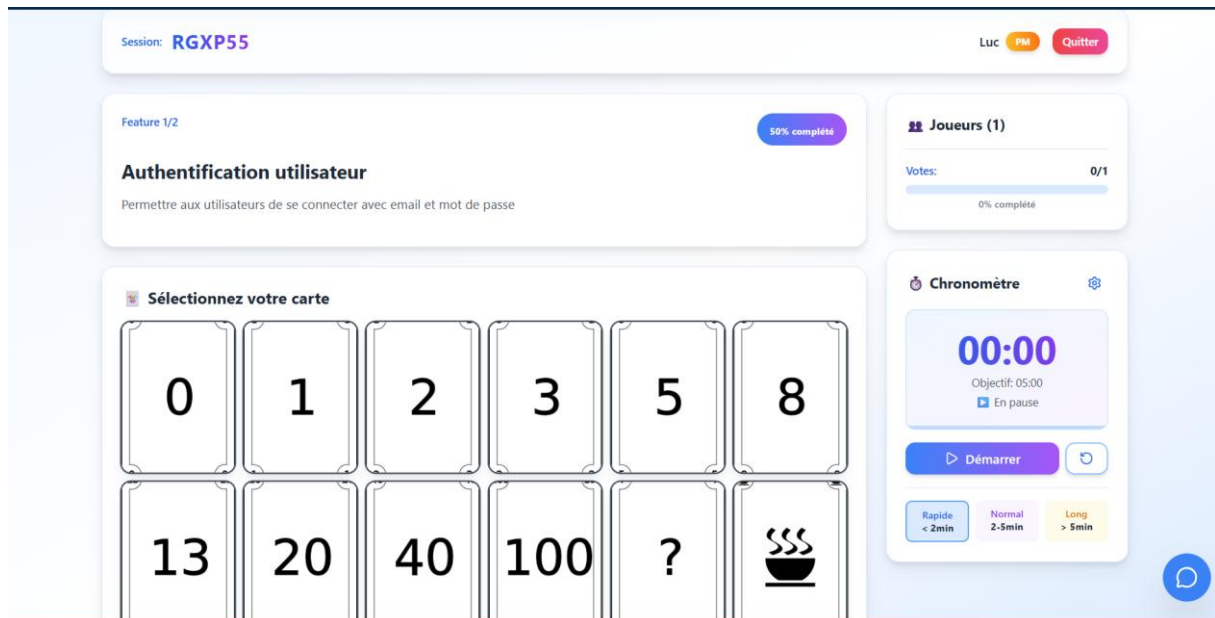 Session: RGXP55
Luc PM Quitter
Feature 1/2
50% complété
Authentification utilisateur
Permettre aux utilisateurs de se connecter avec email et mot de passe
Joueurs (1)
Votes: 0/1
0% complété
Sélectionnez votre carte
0 1 2 3 5 8
13 20 40 100 ?
Chronomètre
00:00
Objectif: 05:00
En pause
Démarrer
Rapide
< 2min
Normal
2-5min
Long
> 5min